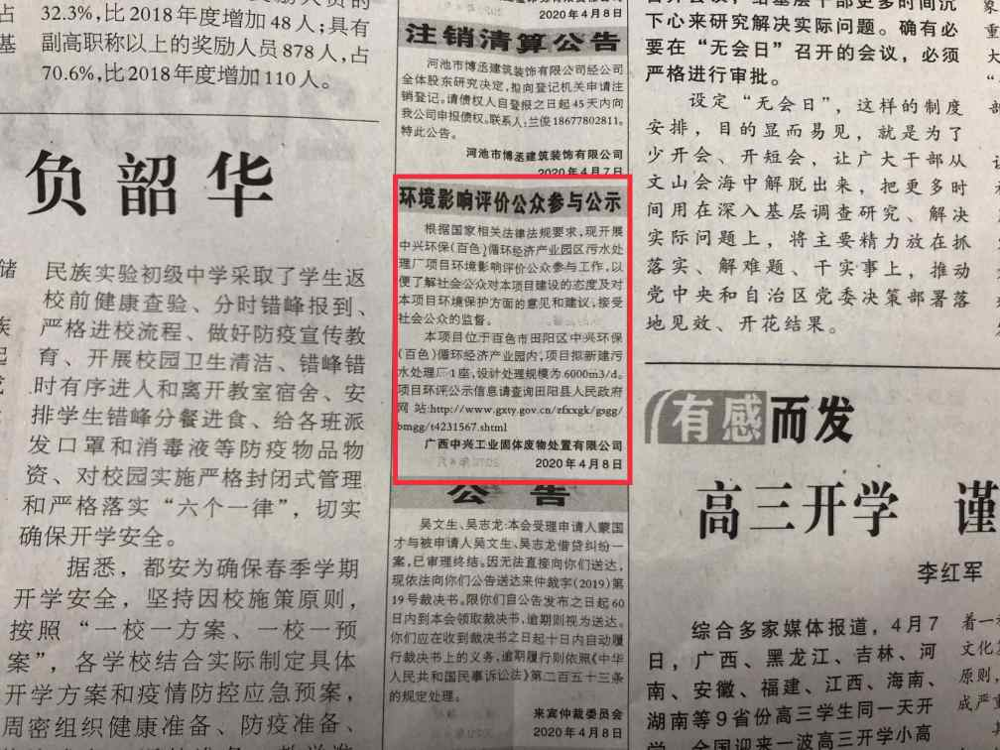 32.3%,比2018年度增加48人;具有
副高职称以上的奖励人员878人,占
70.6%,比2018年度增加110人。
负韶华
民族实验初级中学采取了学生返
校前健康查验、分时错峰报到、
严格进校流程、做好防疫宣传教
育、开展校园卫生清洁、错峰错
时有序进入和离开教室宿舍、安
排学生错峰分餐进食、给各班派
发口罩和消毒液等防疫物品物
资、对校园实施严格封闭式管理
和严格落实“六个一律”,切实
确保开学安全。
据悉,都安为确保春季学期
开学安全,坚持因校施策原则,
按照“一校一方案、一校一预
案”,各学校结合实际制定具体
开学方案和疫情防控应急预案,
周密组织健康准备、防疫准备、
2020年4月8日
注销清算公告
河池市博丞建筑装饰有限公司经公司
全体股东研究决定,拟向登记机关申请注
销登记。请债权人自登报之日起45天内向
我公司申报债权。联系人:兰俊18677802811。
特此公告。
河池市博丞建筑装饰有限公司
2020年4月7日
环境影响评价公众参与公示
根据国家相关法律法规要求,现开展
中兴环保(百色)循环经济产业园区污水处
理厂项目环境影响评价公众参与工作,以
便了解社会公众对本项目建设的态度及对
本项目环境保护方面的意见和建议,接受
社会公众的监督。
本项目位于百色市田阳区中兴环保
(百色)循环经济产业园内,项目拟新建污
水处理厂1座,设计处理规模为6000m3/d。
项目环评公示信息请查询田阳县人民政府
网站:http://www.gxty.gov.cn/zfxxgk/gsgg/
bmgg/t4231567.shtml
广西中兴工业固体废物处置有限公司
2020年4月8日
公告
吴文生、吴志龙:本会受理申请人蒙国
才与被申请人吴文生、吴志龙借贷纠纷一
案,已审理终结。因无法直接向你们送达,
现依法向你们公告送达来仲裁字(2019)第
19号裁决书。限你们自公告发布之日起60
日内到本会领取裁决书,逾期则视为送达。
你们应在收到裁决书之日起十日内自动履
行裁决书上的义务,逾期履行则依照《中华
人民共和国民事诉讼法》第二百五十三条
的规定处理。
来宾仲裁委员会
2020年4月8日
下心来研究解决实际问题。确有必
要在“无会日”召开的会议,必须
严格进行审批。
设定“无会日”,这样的制度
安排,目的显而易见,就是为了
少开会、开短会,让广大干部从
文山会海中解脱出来,把更多时
间用在深入基层调查研究、解决
实际问题上,将主要精力放在抓
落实、解难题、干实事上,推动
党中央和自治区党委决策部署落
地见效、开花结果。
有感而发
高三开学 谨
李红军
综合多家媒体报道,4月7
日,广西、黑龙江、吉林、河
南、安徽、福建、江西、海南、
湖南等9省份高三学生同一天开
学,全国迎来一波高三开学小高
着一
文化
原则,
成严重